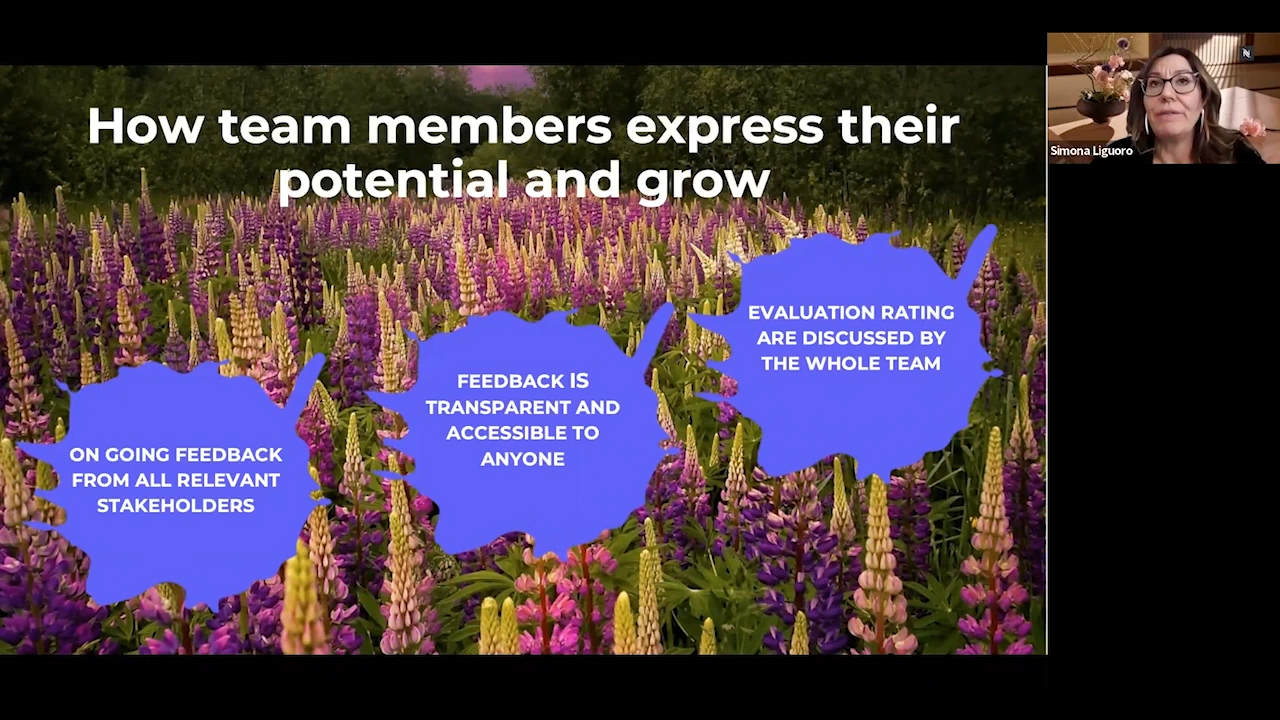 How team members express their
potential and grow
ON GOING FEEDBACK
FROM ALL RELEVANT
STAKEHOLDERS
FEEDBACK IS
TRANSPARENT AND
ACCESSIBLE TO
ANYONE
EVALUATION RATING
ARE DISCUSSED BY
THE WHOLE TEAM
Simona Liguoro